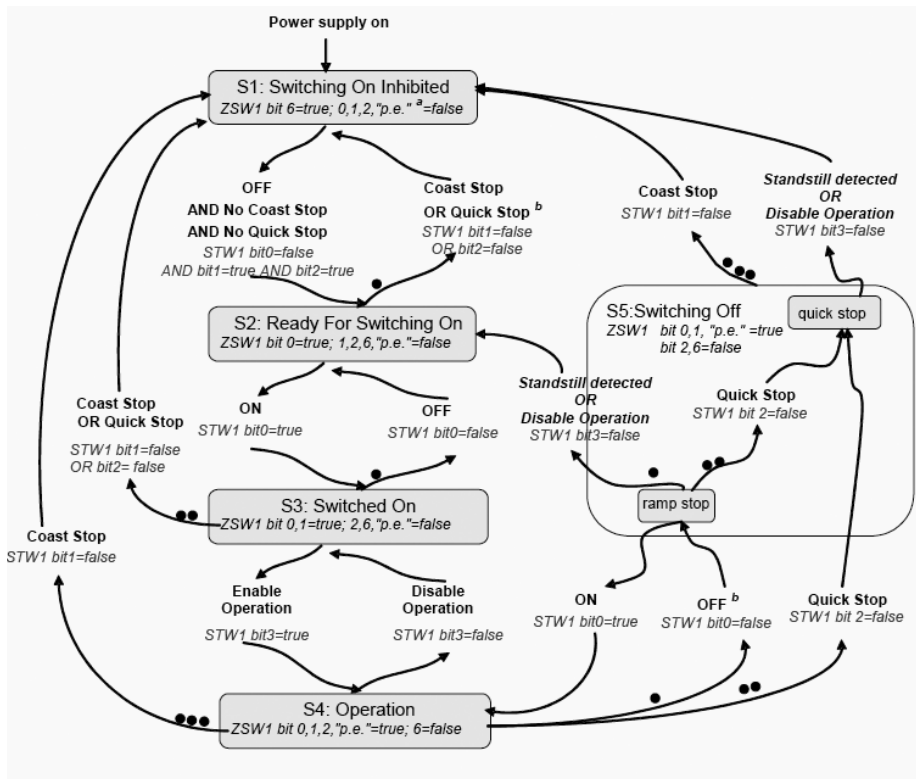 Power supply on
S1: Switching On Inhibited
ZSW1 bit 6=true; 0,1,2,"p.e." a =false
OFF
AND No Coast Stop
AND No Quick Stop
STW1 bit0=false
AND bit1=true AND bit2=true
Coast Stop
OR Quick Stop b
STW1 bit1=false
OR bit2=false
Coast Stop
STW1 bit1=false
Standstill detected
OR
Disable Operation
STW1 bit3=false
S2: Ready For Switching On
ZSW1 bit 0=true; 1,2,6,"p.e."=false
S5:Switching Off
ZSW1 bit 0,1, "p.e." =true
bit 2,6=false
quick stop
Coast Stop
OR Quick Stop
STW1 bit1=false
OR bit2= false
ON
STW1 bit0=true
OFF
STW1 bit0=false
Standstill detected
OR
Disable Operation
STW1 bit3=false
Quick Stop
STW1 bit 2=false
S3: Switched On
ZSW1 bit 0,1=true; 2,6,"p.e."=false
ramp stop
Coast Stop
STW1 bit1=false
Enable
Operation
STW1 bit3=true
Disable
Operation
STW1 bit3=false
ON
STW1 bit0=true
OFF b
STW1 bit0=false
Quick Stop
STW1 bit 2=false
S4: Operation
ZSW1 bit 0,1,2,"p.e."=true; 6=false